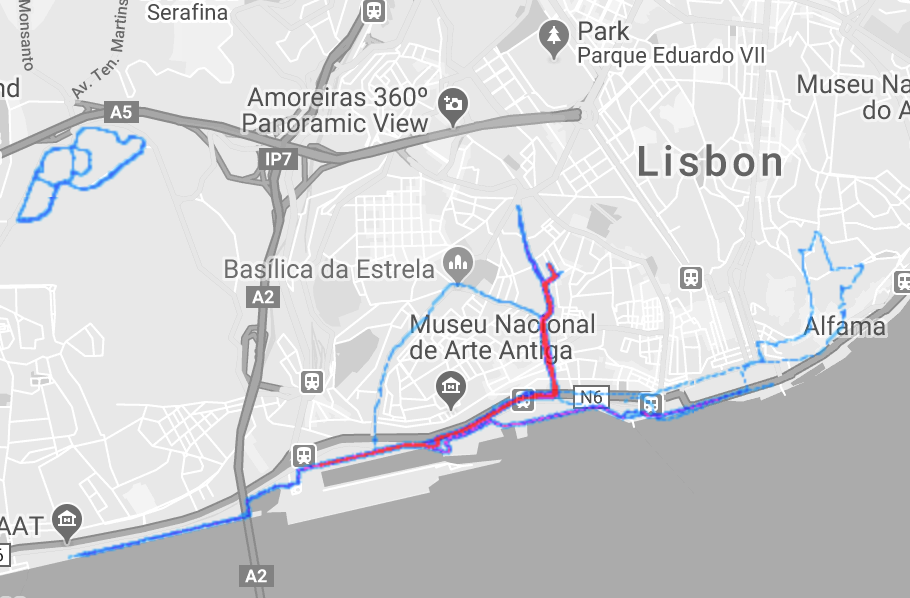 Serafina
Monsanto
Av. Ten. Martins
Park
Parque Eduardo VII
nd
Museu Na
do A
Amoreiras 360º
Panoramic View
A5
IP7
Lisbon
Basílica da Estrela
A2
Museu Nacional
de Arte Antiga
Alfama
N6
AAT
6
A2